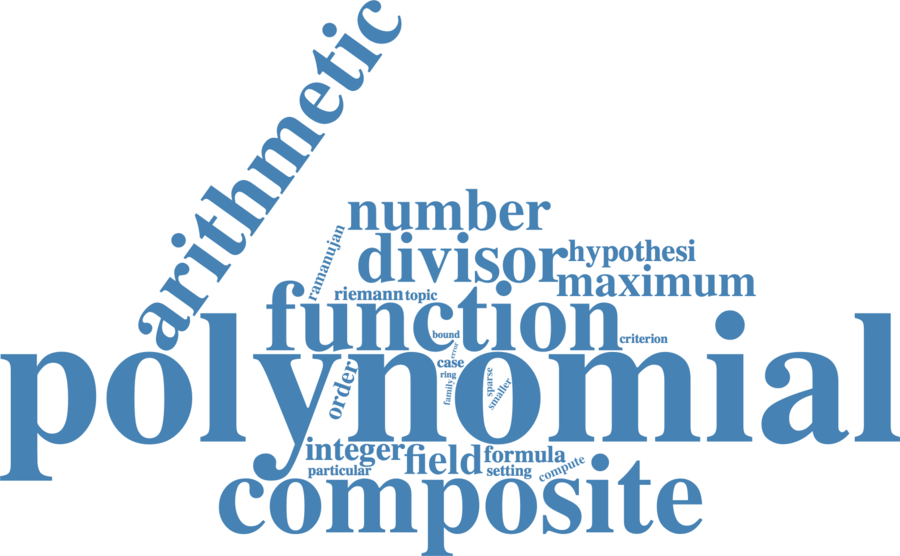 arithmetic
number
ramanujan
divisor
hypothesi
maximum
riemann
topic
function
bound
criterion
error
polynomial
case
order
ring
family
sparse
smaller
integer
field
formula
particular
setting
compute
composite